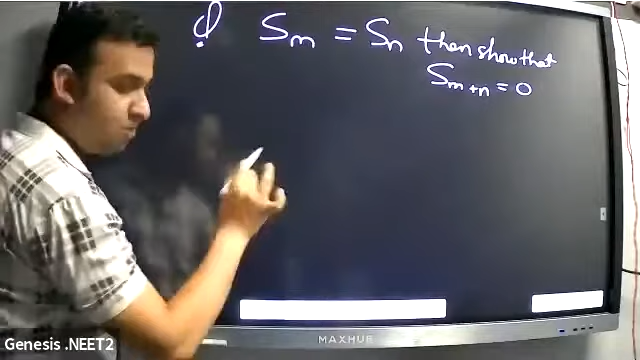 Q Sm = Sn then show that
Sm+n = 0
MAXHUB
Genesis .NEET2